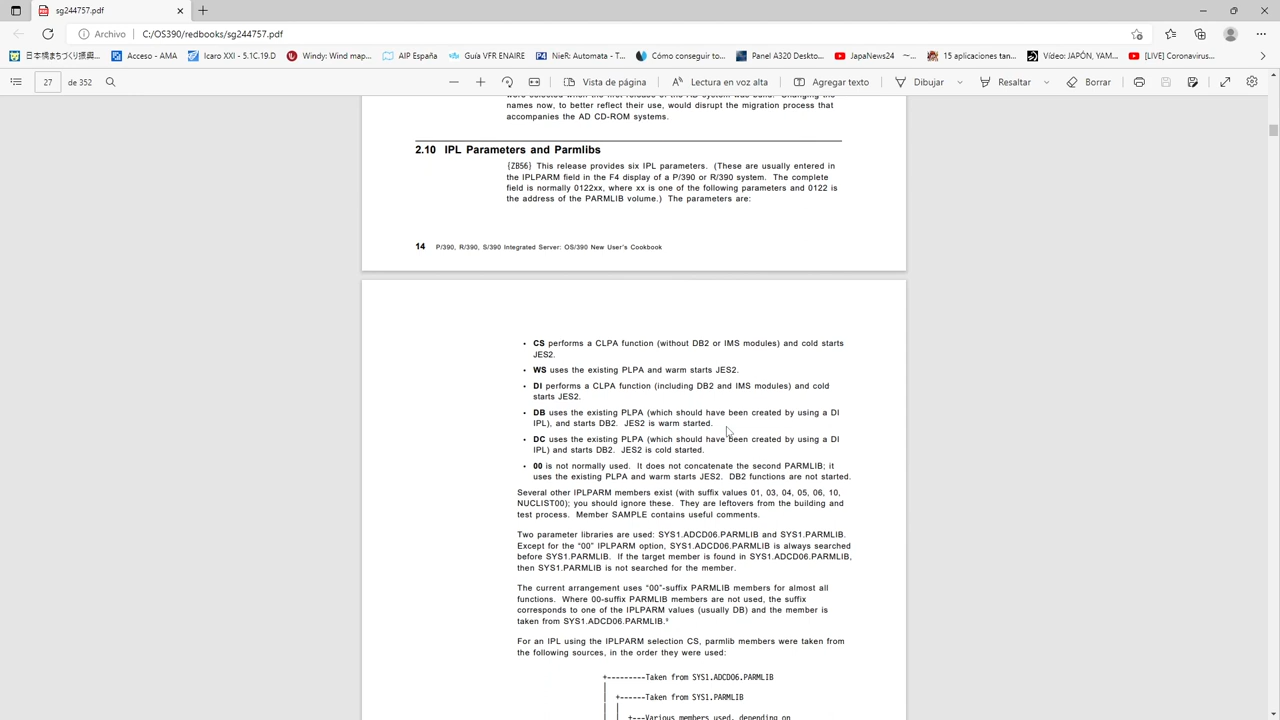 sg244757.pdf
Archivo
C:/OS390/redbooks/sg244757.pdf
日本橋まつり振興...
Acceso - AMA
Icaro XXI - 5.1C.19.D
Windy: Wind map...
AIP España
Guía VFR ENAIRE
NieR: Automata - T...
Cómo conseguir to...
Panel A320 Desktop...
JapaNews24 ~...
15 aplicaciones tan...
Vídeo: JAPÓN, YAM...
[LIVE] Coronavirus...
27 de 352
Vista de página
Lectura en voz alta
Agregar texto
Dibujar
Resaltar
Borrar
names now, to better reflect their use, would disrupt the migration process that
accompanies the AD CD-ROM systems.
2.10 IPL Parameters and Parmlibs
{ZB56} This release provides six IPL parameters. (These are usually entered in
the IPLPARM field in the F4 display of a P/390 or R/390 system. The complete
field is normally 0122xx, where xx is one of the following parameters and 0122 is
the address of the PARMLIB volume.) The parameters are:
14 P/390, R/390, S/390 Integrated Server: OS/390 New User's Cookbook
• CS performs a CLPA function (without DB2 or IMS modules) and cold starts
JES2.
• WS uses the existing PLPA and warm starts JES2.
• DI performs a CLPA function (including DB2 and IMS modules) and cold
starts JES2.
• DB uses the existing PLPA (which should have been created by using a DI
IPL), and starts DB2. JES2 is warm started.
• DC uses the existing PLPA (which should have been created by using a DI
IPL) and starts DB2. JES2 is cold started.
• 00 is not normally used. It does not concatenate the second PARMLIB; it
uses the existing PLPA and warm starts JES2. DB2 functions are not started.
Several other IPLPARM members exist (with suffix values 01, 03, 04, 05, 06, 10,
NUCLIST00); you should ignore these. They are leftovers from the building and
test process. Member SAMPLE contains useful comments.
Two parameter libraries are used: SYS1.ADCD06.PARMLIB and SYS1.PARMLIB.
Except for the “00” IPLPARM option, SYS1.ADCD06.PARMLIB is always searched
before SYS1.PARMLIB. If the target member is found in SYS1.ADCD06.PARMLIB,
then SYS1.PARMLIB is not searched for the member.
The current arrangement uses “00”-suffix PARMLIB members for almost all
functions. Where 00-suffix PARMLIB members are not used, the suffix
corresponds to one of the IPLPARM values (usually DB) and the member is
taken from SYS1.ADCD06.PARMLIB.
For an IPL using the IPLPARM selection CS, parmlib members were taken from
the following sources, in the order they were used:
+---------Taken from SYS1.ADCD06.PARMLIB
|
| +------Taken from SYS1.PARMLIB
| |
| | +---Various members used, depending on